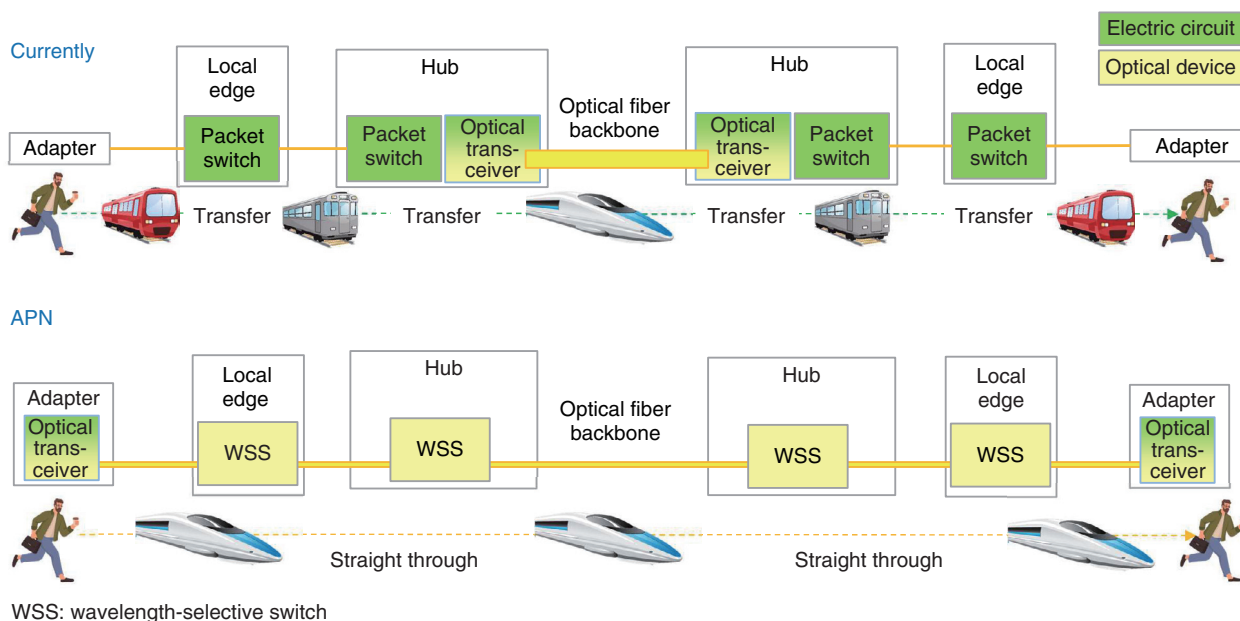 Currently
Electric circuit
Optical device
Local
edge
Packet
switch
Hub
Packet
switch
Optical
trans-
ceiver
Optical fiber
backbone
Hub
Optical
trans-
ceiver
Packet
switch
Local
edge
Packet
switch
Adapter
Adapter
Transfer
Transfer
Transfer
Transfer
APN
Adapter
Optical
trans-
ceiver
Local
edge
WSS
Hub
WSS
Optical fiber
backbone
Hub
WSS
Local
edge
WSS
Adapter
Optical
trans-
ceiver
Straight through
Straight through
WSS: wavelength-selective switch